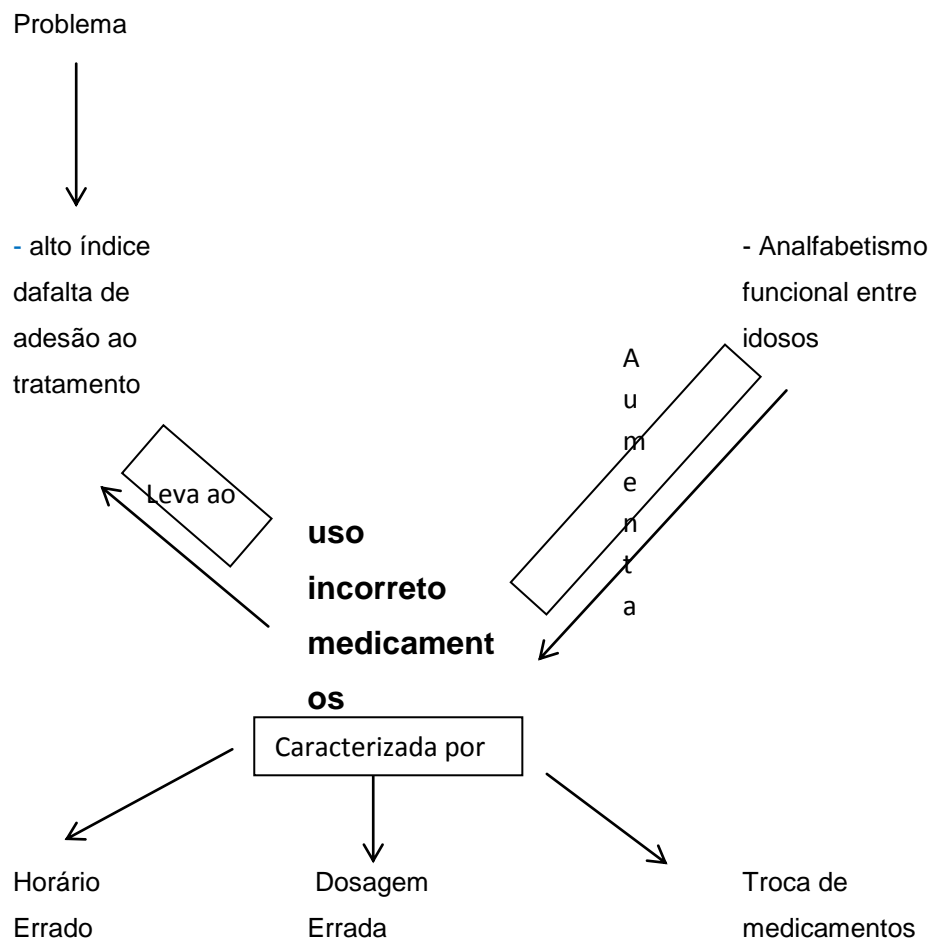 Problema
- alto índice
dafalta de
adesão ao
tratamento
- Analfabetismo
funcional entre
idosos
Aumenta
Leva ao
uso
incorreto
medicament
os
Caracterizada por
Horário
Errado
Dosagem
Errada
Troca de
medicamentos